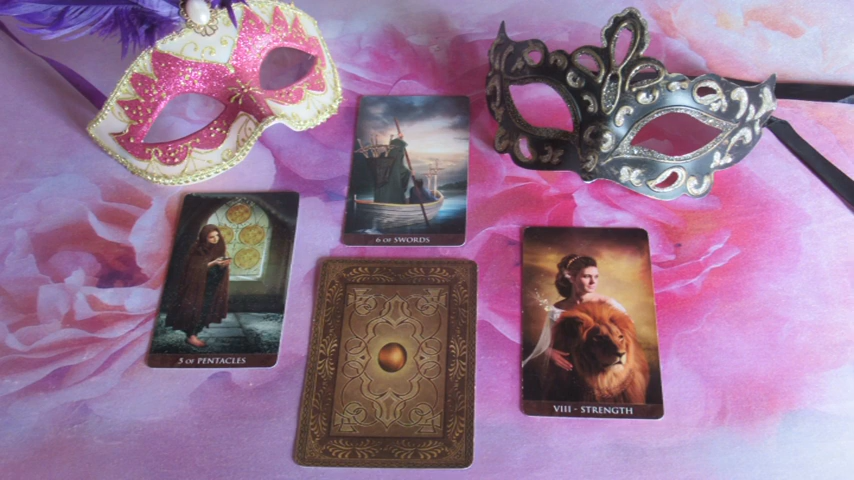 6 OF SWORDS
5 OF PENTACLES
VIII - STRENGTH